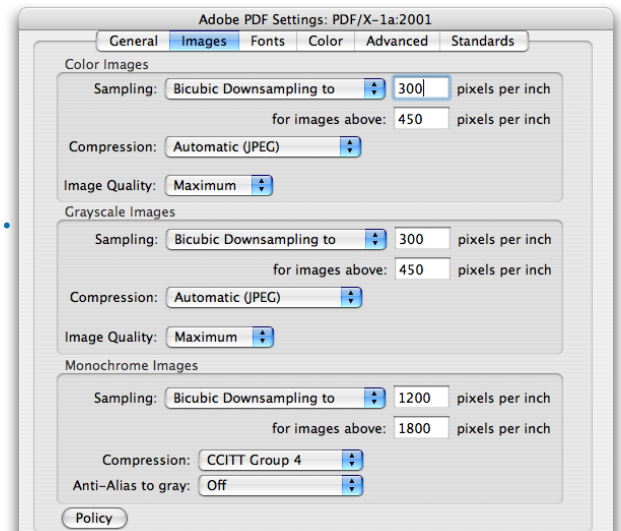 Adobe PDF Settings: PDF/X-1a:2001
General Images Fonts Color Advanced Standards
Color Images
Sampling: Bicubic Downsampling to 300 pixels per inch
for images above: 450 pixels per inch
Compression: Automatic (JPEG)
Image Quality: Maximum
Grayscale Images
Sampling: Bicubic Downsampling to 300 pixels per inch
for images above: 450 pixels per inch
Compression: Automatic (JPEG)
Image Quality: Maximum
Monochrome Images
Sampling: Bicubic Downsampling to 1200 pixels per inch
for images above: 1800 pixels per inch
Compression: CCITT Group 4
Anti-Alias to gray: Off
Policy